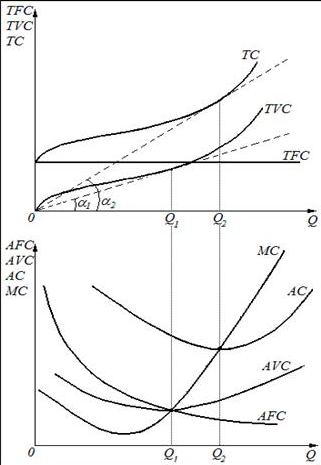 TFC
TVC
TC
TC
TVC
TFC
α₁ α₂
0 Q₁ Q₂ Q
AFC
AVC
AC
MC
MC
AC
AVC
AFC
0 Q₁ Q₂ Q